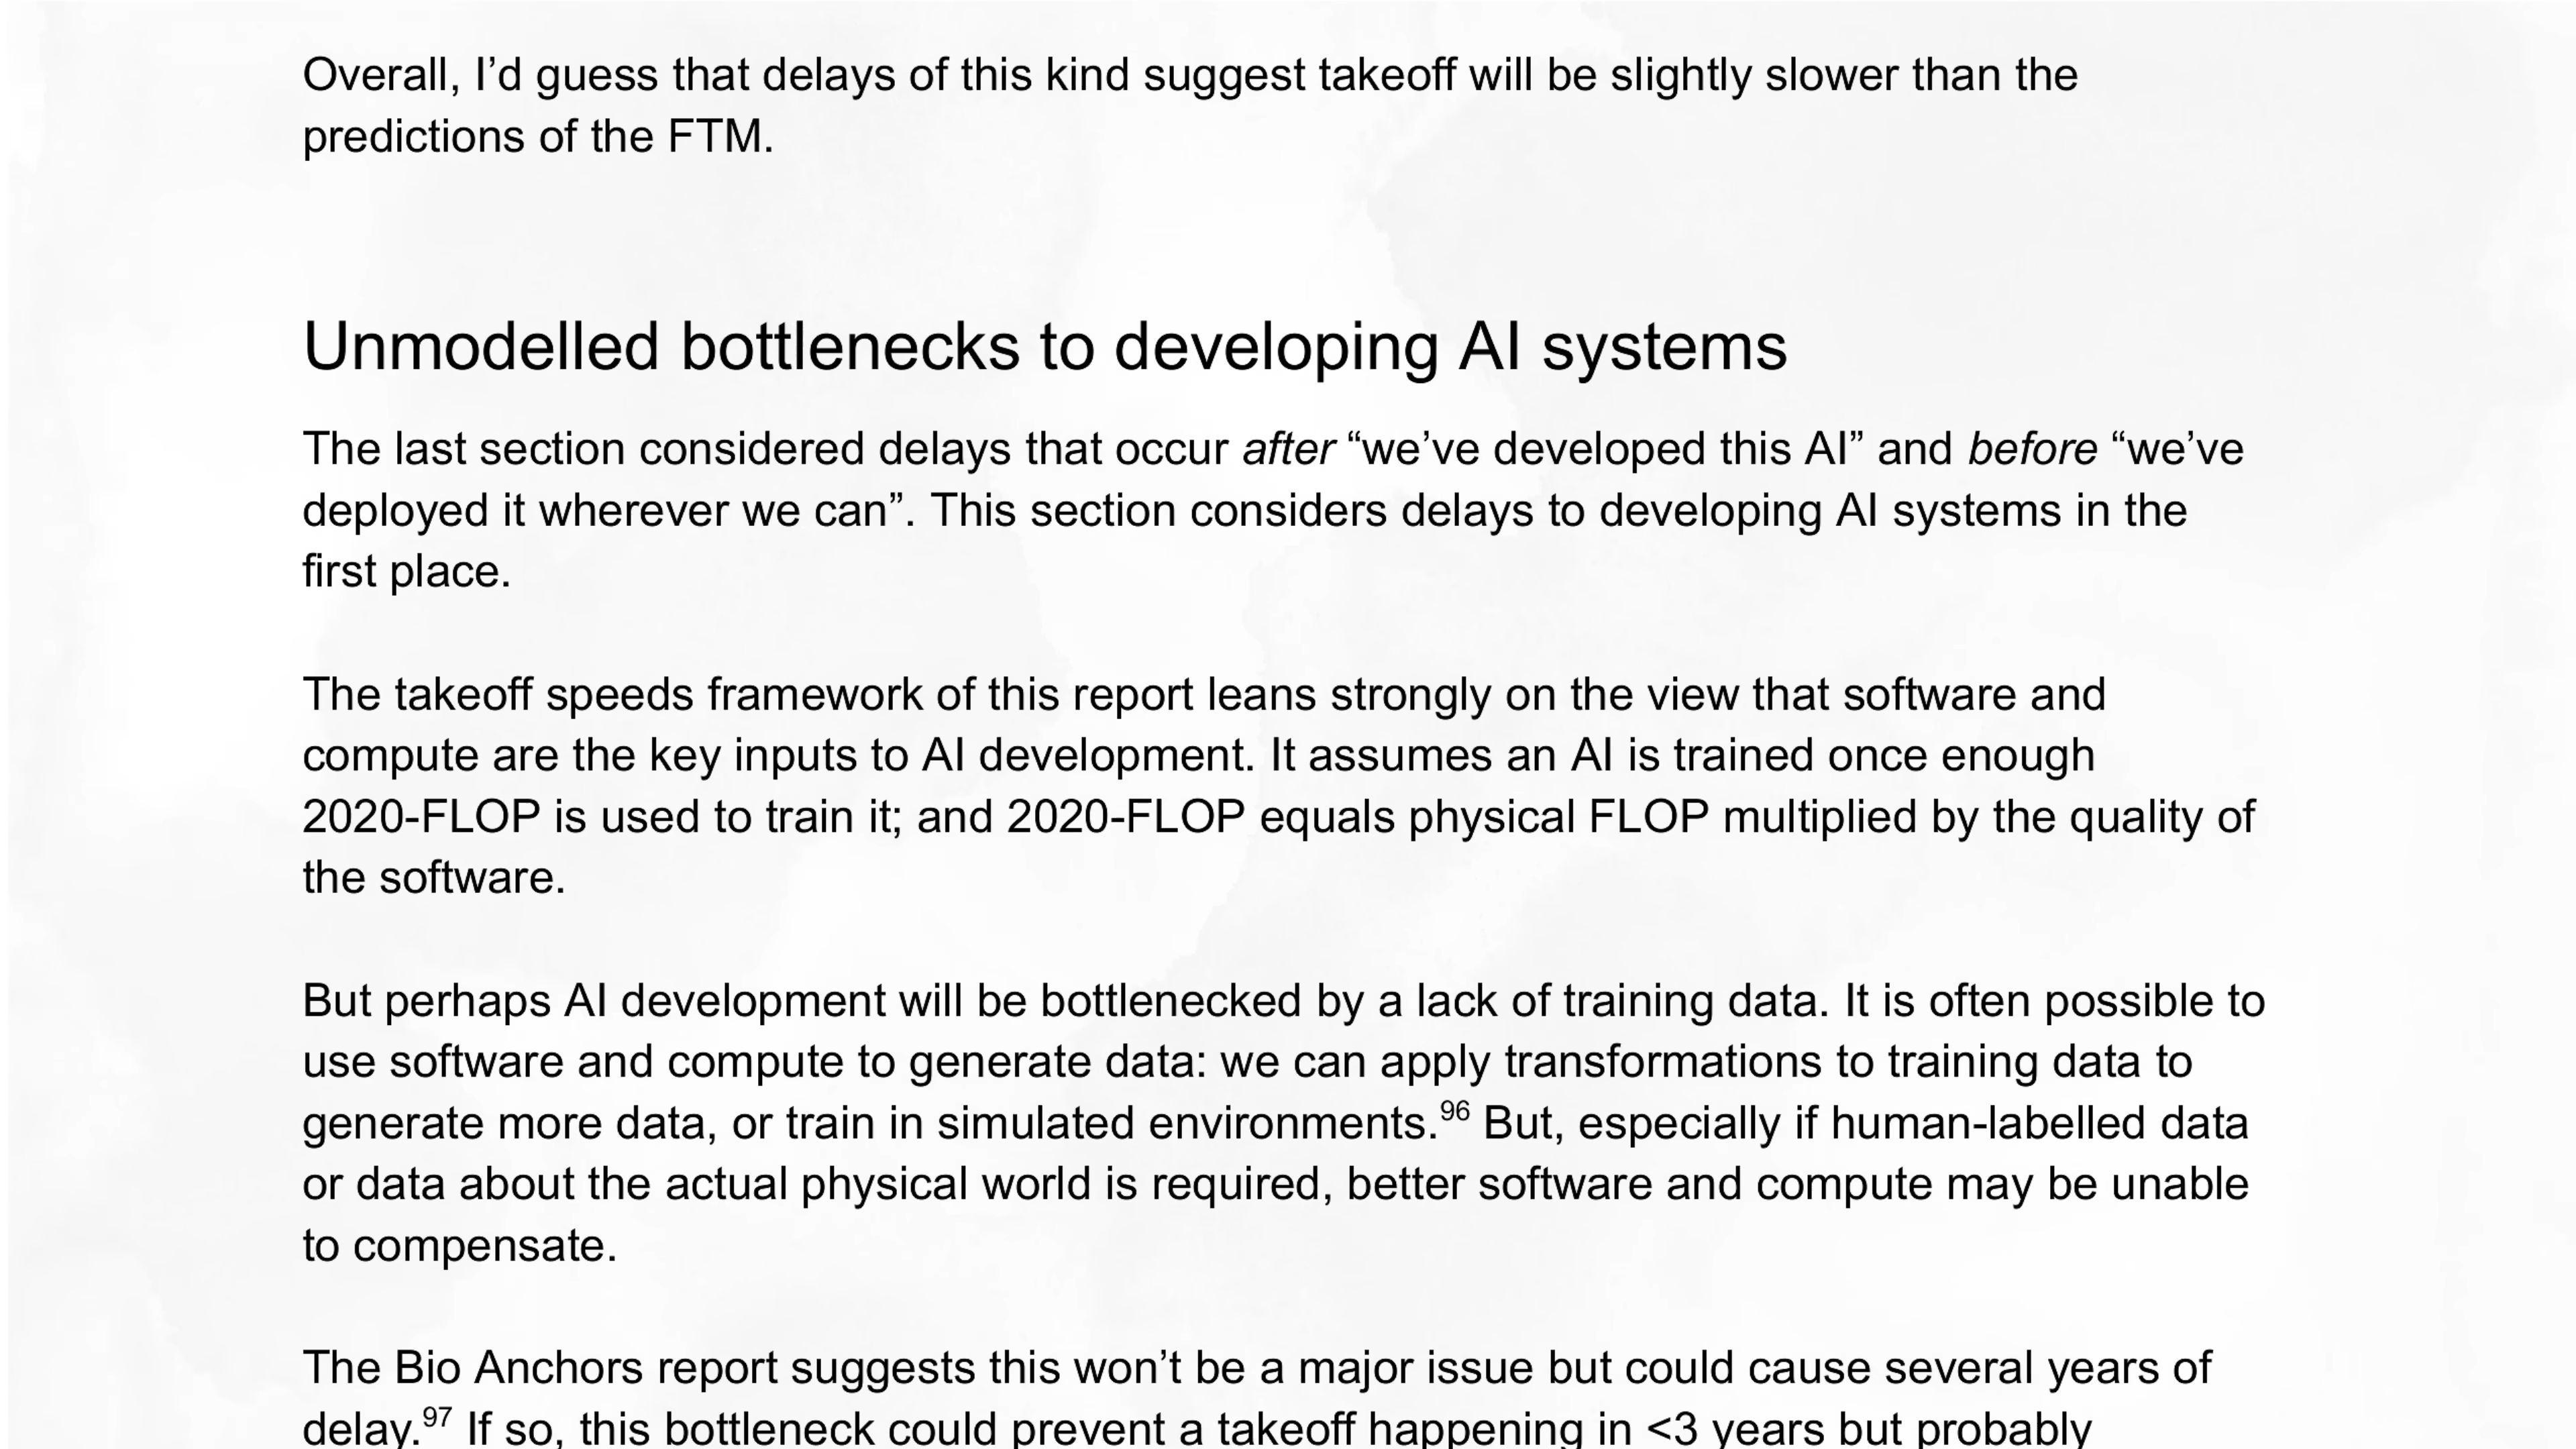 Overall, I’d guess that delays of this kind suggest takeoff will be slightly slower than the
predictions of the FTM.
Unmodelled bottlenecks to developing AI systems
The last section considered delays that occur after “we’ve developed this AI” and before “we’ve
deployed it wherever we can”. This section considers delays to developing AI systems in the
first place.
The takeoff speeds framework of this report leans strongly on the view that software and
compute are the key inputs to AI development. It assumes an AI is trained once enough
2020-FLOP is used to train it; and 2020-FLOP equals physical FLOP multiplied by the quality of
the software.
But perhaps AI development will be bottlenecked by a lack of training data. It is often possible to
use software and compute to generate data: we can apply transformations to training data to
generate more data, or train in simulated environments.96 But, especially if human-labelled data
or data about the actual physical world is required, better software and compute may be unable
to compensate.
The Bio Anchors report suggests this won’t be a major issue but could cause several years of
delay.97 If so, this bottleneck could prevent a takeoff happening in <3 years but probably